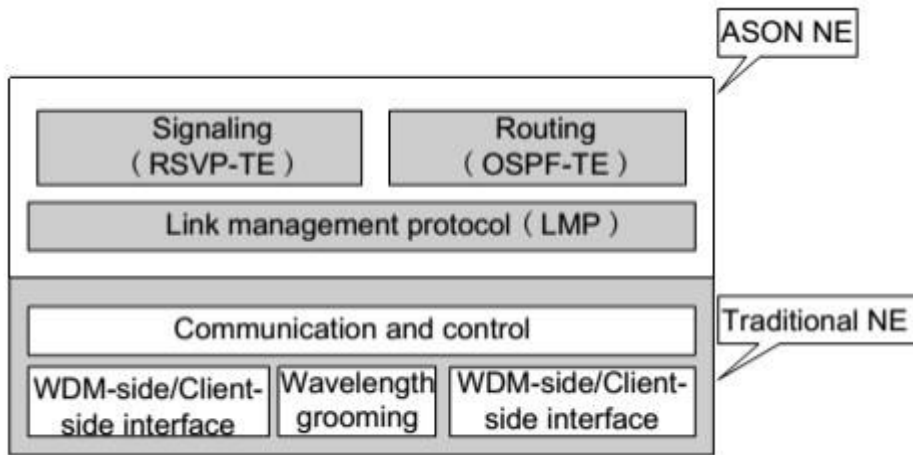 ASON NE
Signaling
( RSVP-TE )
Routing
( OSPF-TE )
Link management protocol ( LMP )
Traditional NE
Communication and control
WDM-side/Client-
side interface
Wavelength
grooming
WDM-side/Client-
side interface